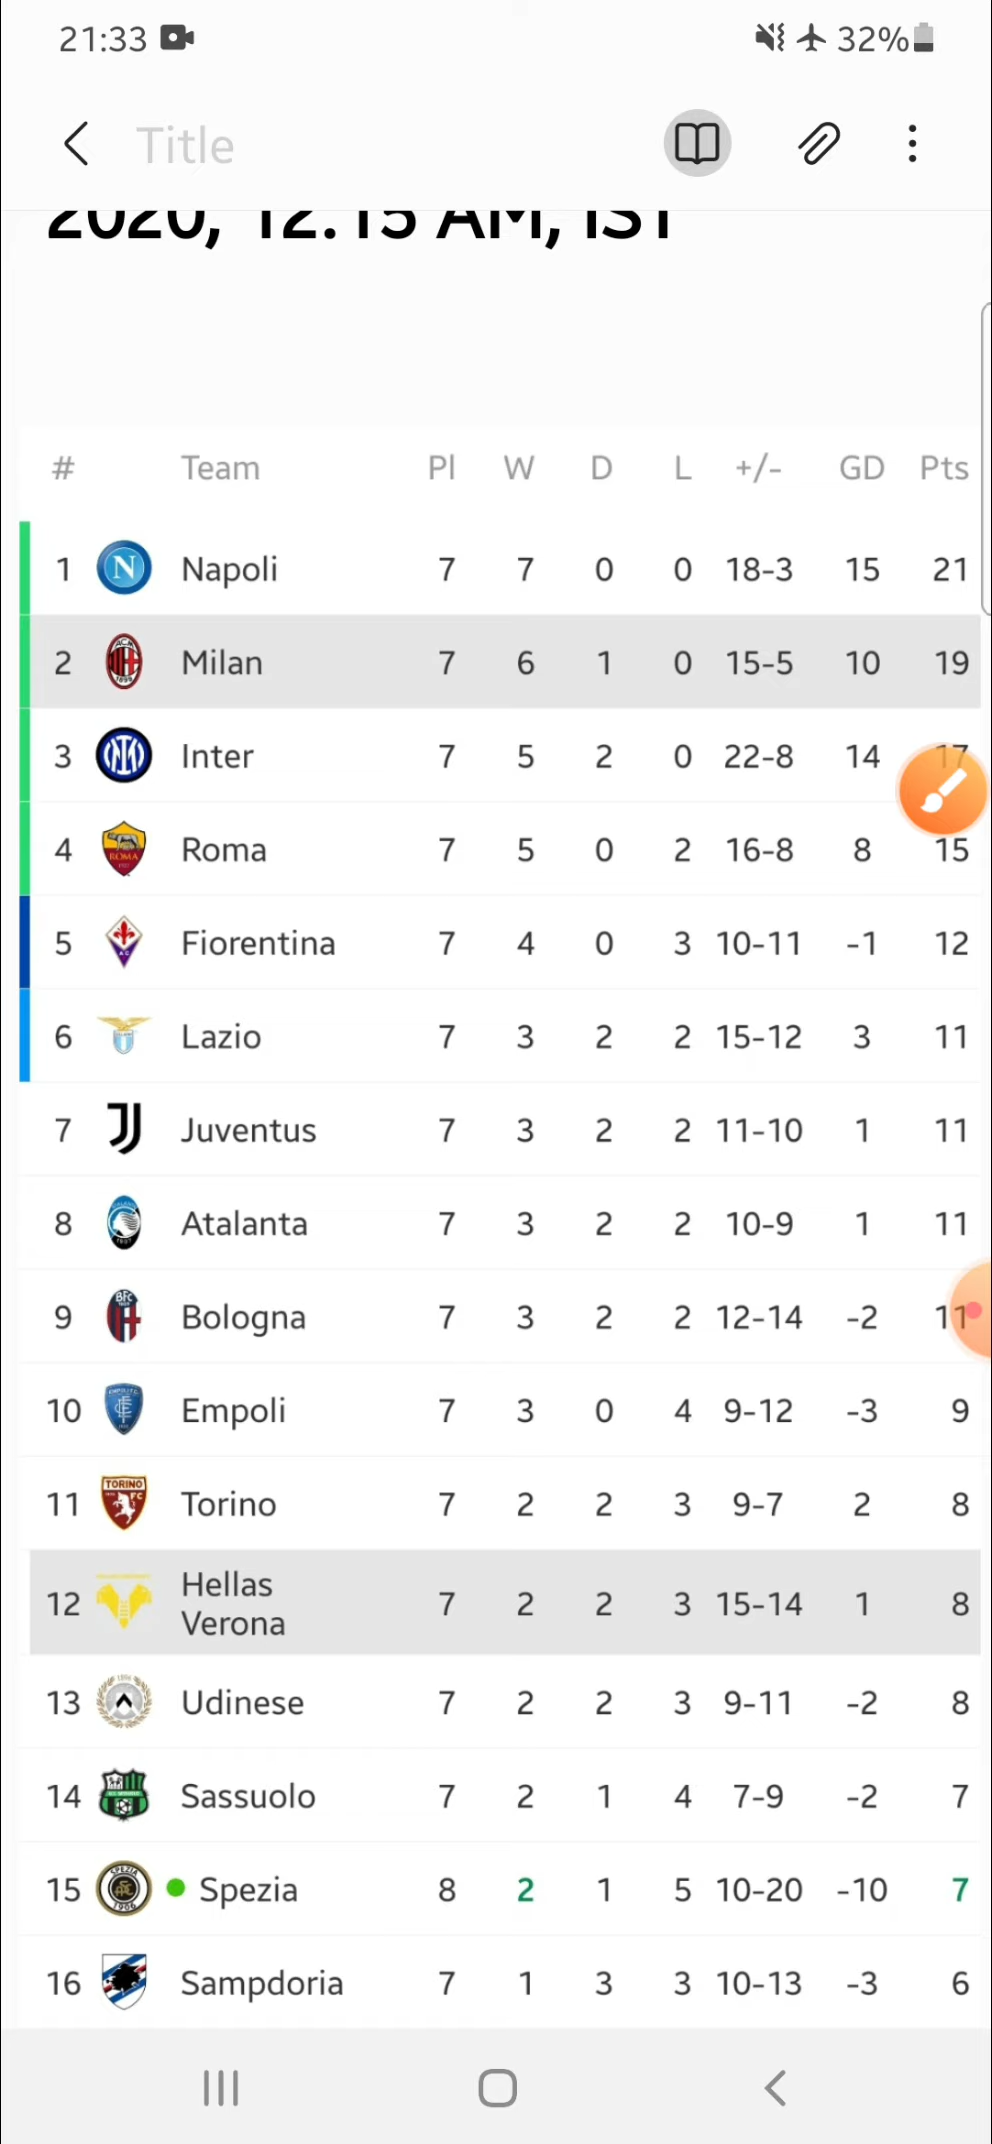 21:33 32%
Title
2020, 12.15 AM, IST
# Team Pl W D L +/- GD Pts
1 Napoli 7 7 0 0 18-3 15 21
2 Milan 7 6 1 0 15-5 10 19
3 Inter 7 5 2 0 22-8 14 17
4 Roma 7 5 0 2 16-8 8 15
5 Fiorentina 7 4 0 3 10-11 -1 12
6 Lazio 7 3 2 2 15-12 3 11
7 Juventus 7 3 2 2 11-10 1 11
8 Atalanta 7 3 2 2 10-9 1 11
9 Bologna 7 3 2 2 12-14 -2 11
10 Empoli 7 3 0 4 9-12 -3 9
11 Torino 7 2 2 3 9-7 2 8
12 Hellas Verona 7 2 2 3 15-14 1 8
13 Udinese 7 2 2 3 9-11 -2 8
14 Sassuolo 7 2 1 4 7-9 -2 7
15 Spezia 8 2 1 5 10-20 -10 7
16 Sampdoria 7 1 3 3 10-13 -3 6